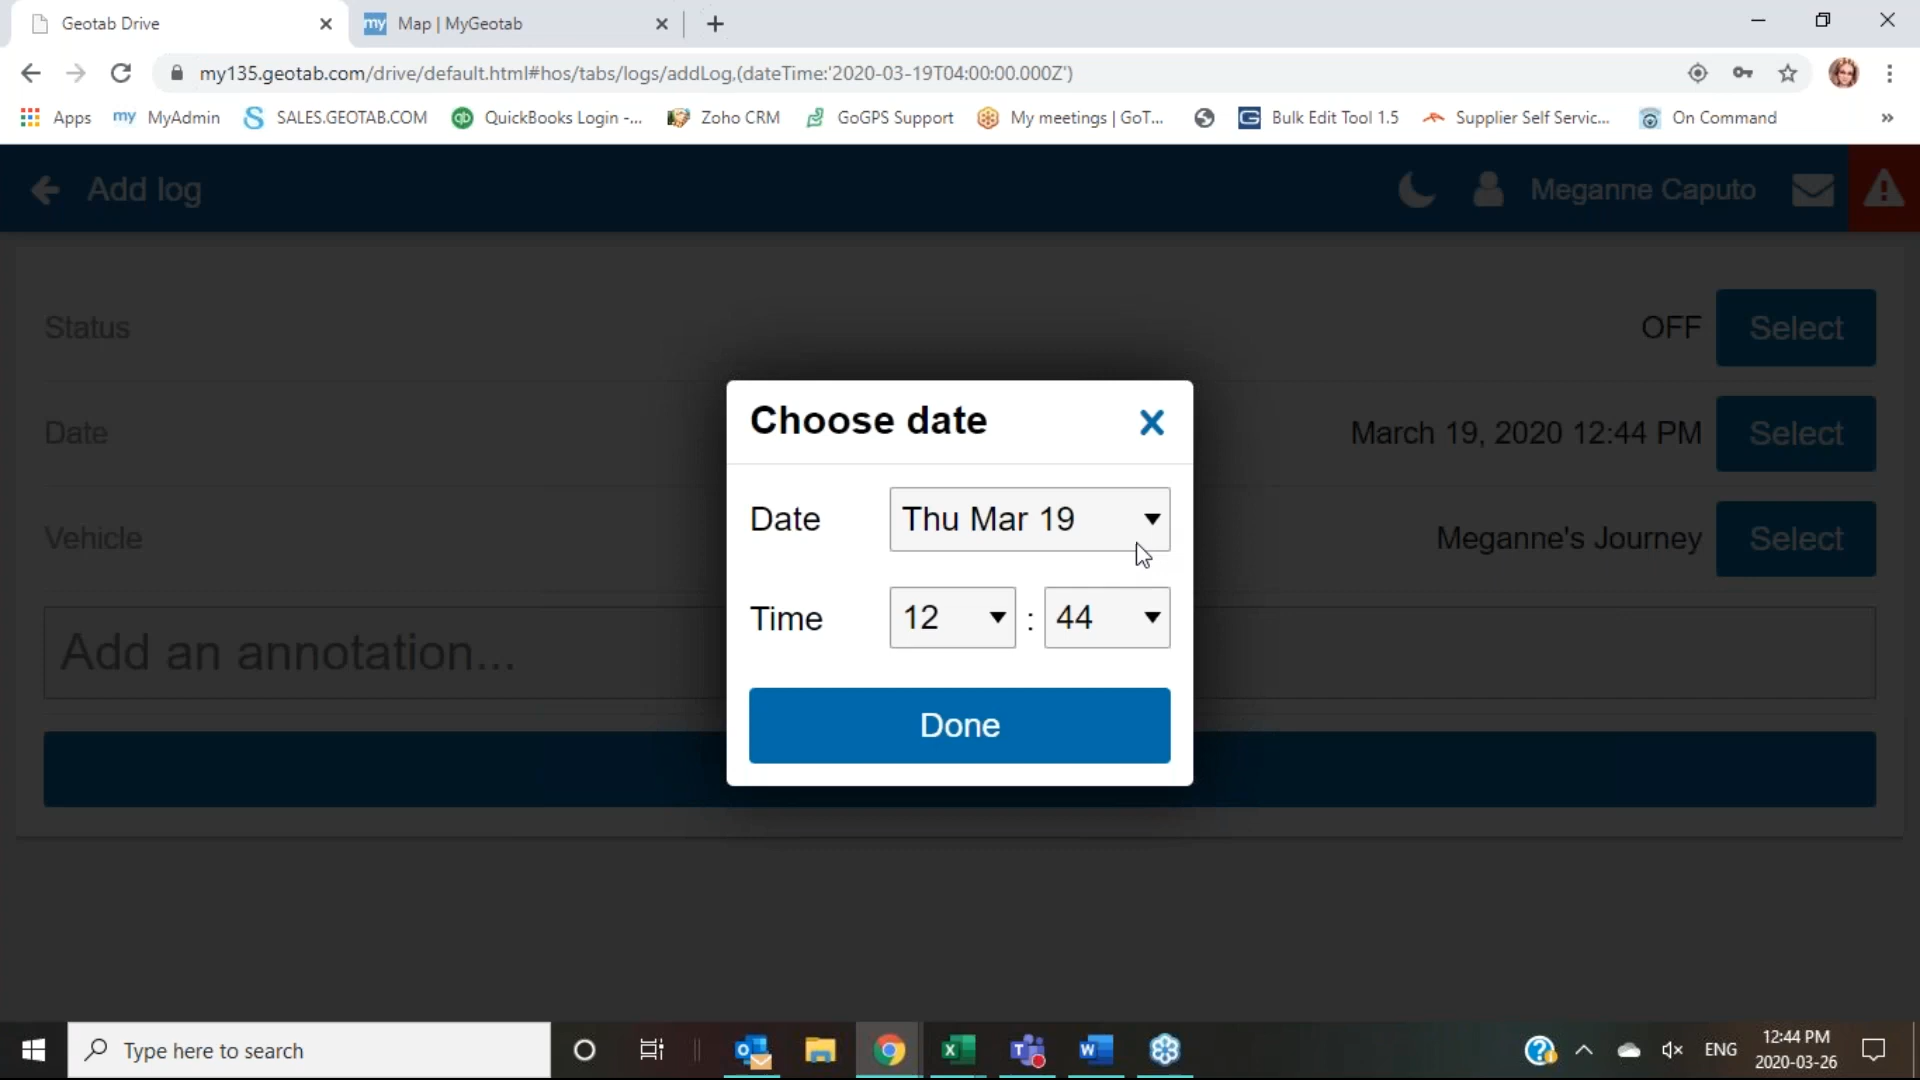 Geotab Drive
my Map | MyGeotab
my135.geotab.com/drive/default.html#hos/tabs/logs/addLog,(dateTime:'2020-03-19T04:00:00.000Z')
Apps my MyAdmin SALES.GEOTAB.COM qb QuickBooks Login -... Zoho CRM GoGPS Support My meetings | GoT... Bulk Edit Tool 1.5 Supplier Self Servic... On Command »
Add log Meganne Caputo
Status OFF Select
Date March 19, 2020 12:44 PM Select
Vehicle Meganne's Journey Select
Add an annotation...
Choose date
Date Thu Mar 19
Time 12 : 44
Done
Type here to search ENG 12:44 PM
2020-03-26